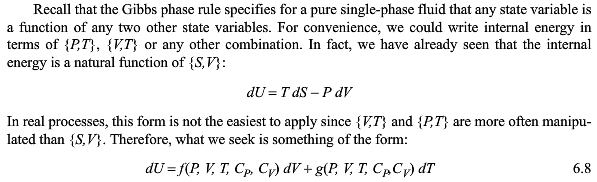 Recall that the Gibbs phase rule specifies for a pure single-phase fluid that any state variable is
a function of any two other state variables. For convenience, we could write internal energy in
terms of {P,T}, {V,T} or any other combination. In fact, we have already seen that the internal
energy is a natural function of {S,V}:
dU = T dS – P dV
In real processes, this form is not the easiest to apply since {V,T} and {P,T} are more often manipu-
lated than {S,V}. Therefore, what we seek is something of the form:
dU = f(P, V, T, C_P, C_V) dV + g(P, V, T, C_P,C_V) dT 6.8